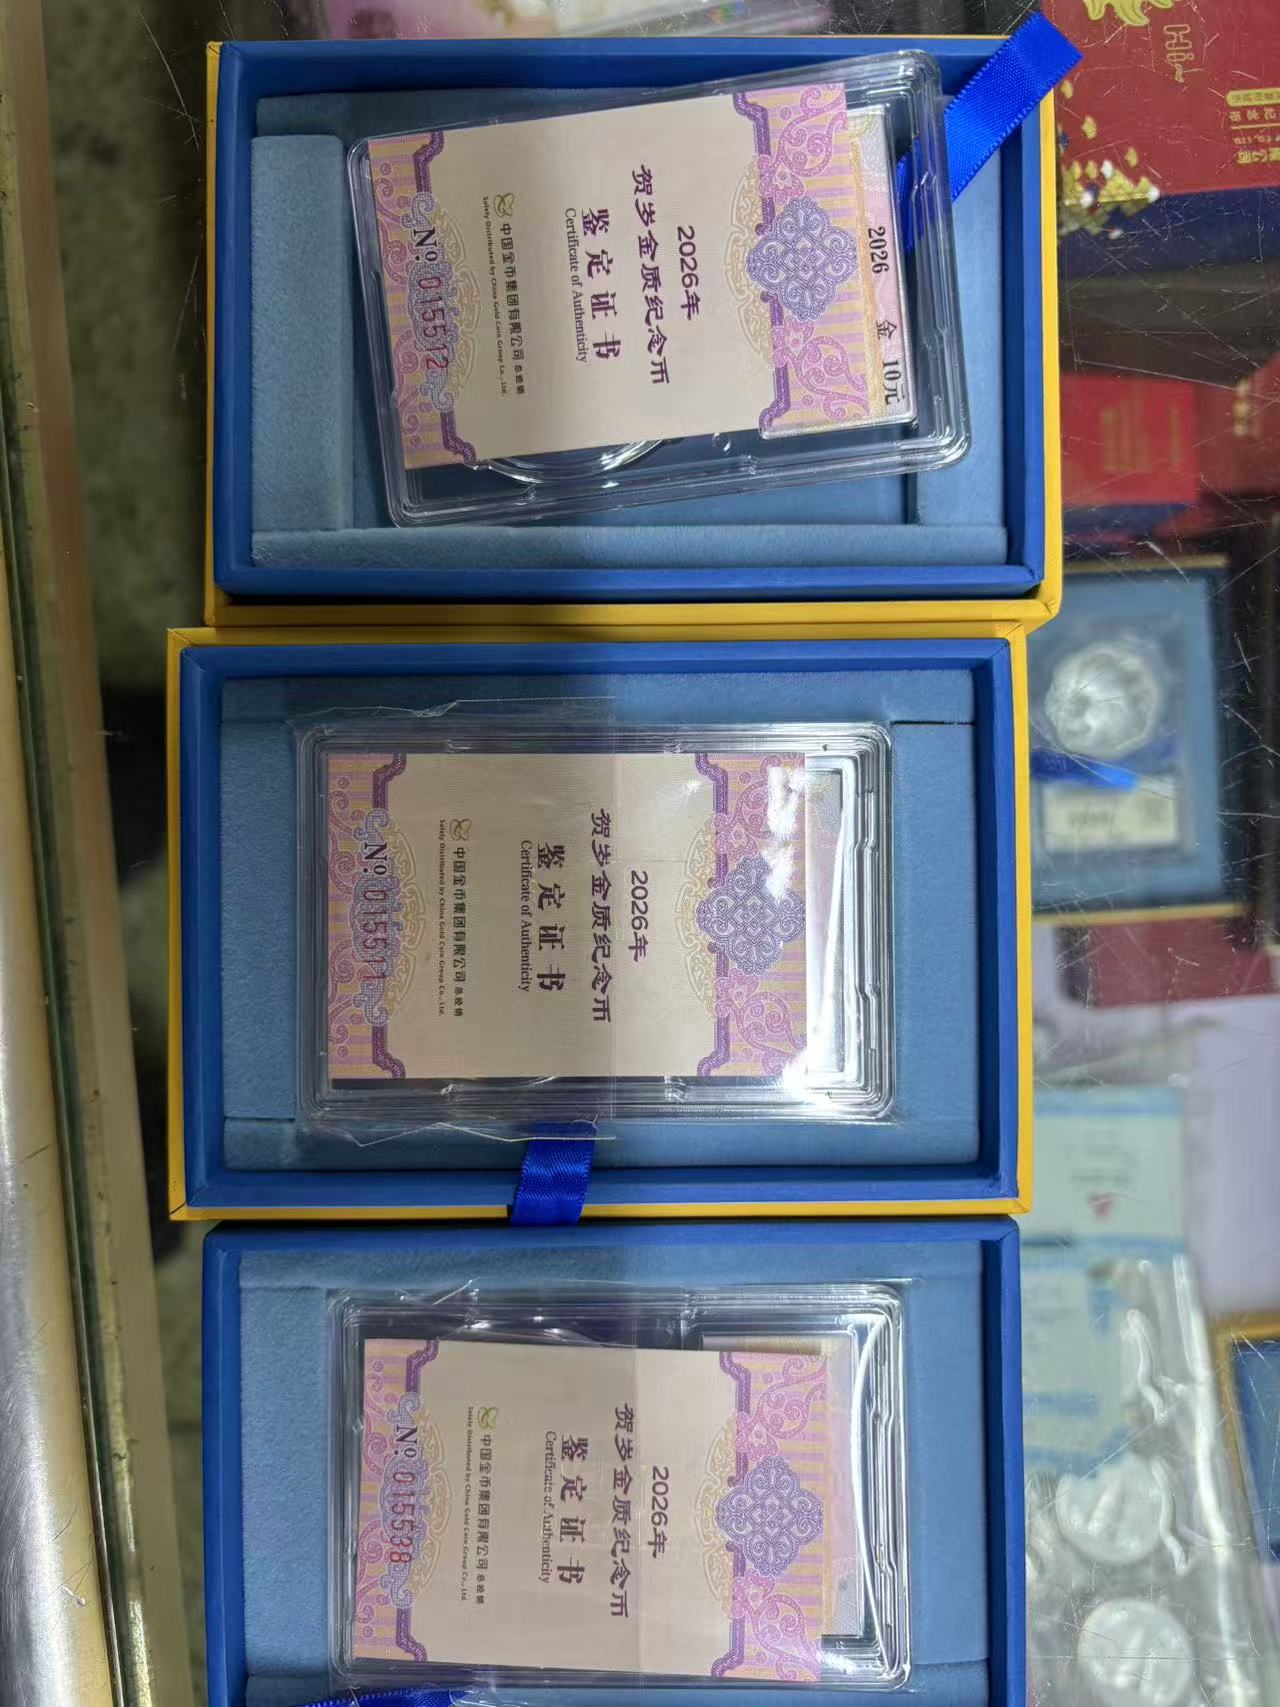 2026年
贺岁金质纪念币
鉴定证书
Certificate of Authenticity
中国金币集团有限公司 总经销
Solely Distributed by China Gold Coin Group Co., Ltd.
No. 015512
2026 金 10元
2026年
贺岁金质纪念币
鉴定证书
Certificate of Authenticity
中国金币集团有限公司 总经销
Solely Distributed by China Gold Coin Group Co., Ltd.
No. 015511
2026年
贺岁金质纪念币
鉴定证书
Certificate of Authenticity
中国金币集团有限公司 总经销
Solely Distributed by China Gold Coin Group Co., Ltd.
No. 015538